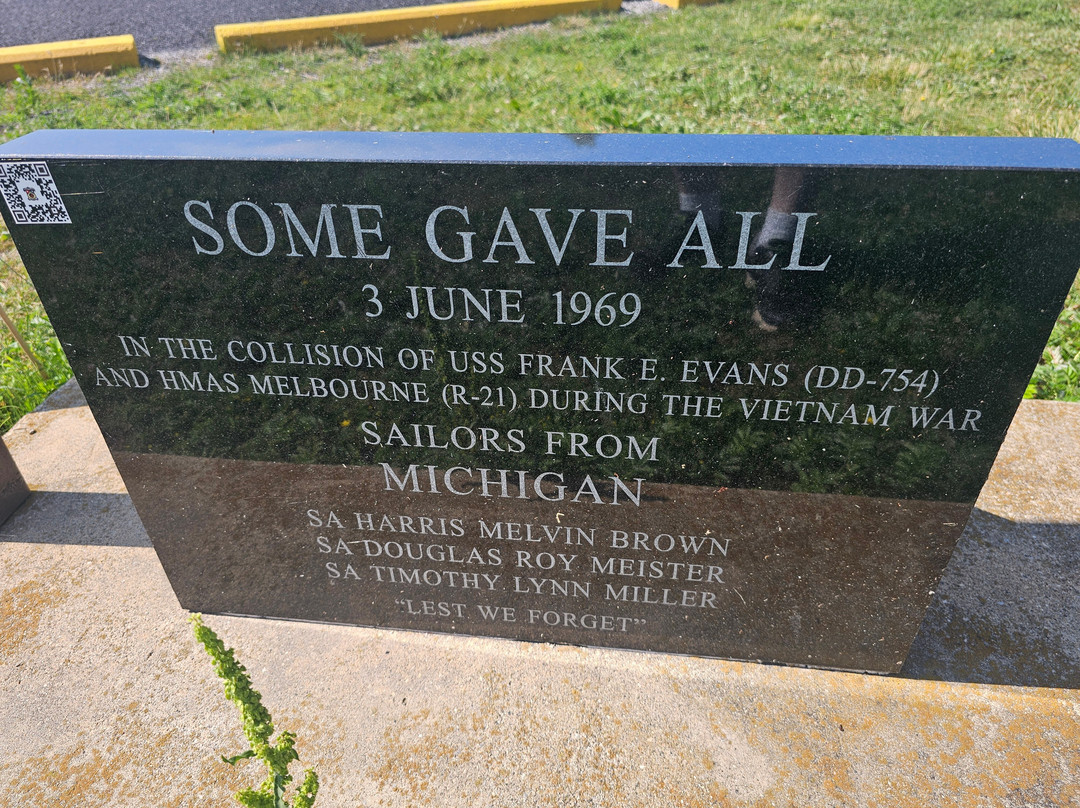 SOME GAVE ALL
3 JUNE 1969
IN THE COLLISION OF USS FRANK E. EVANS (DD-754)
AND HMAS MELBOURNE (R-21) DURING THE VIETNAM WAR
SAILORS FROM
MICHIGAN
SA HARRIS MELVIN BROWN
SA DOUGLAS ROY MEISTER
SA TIMOTHY LYNN MILLER
"LEST WE FORGET"